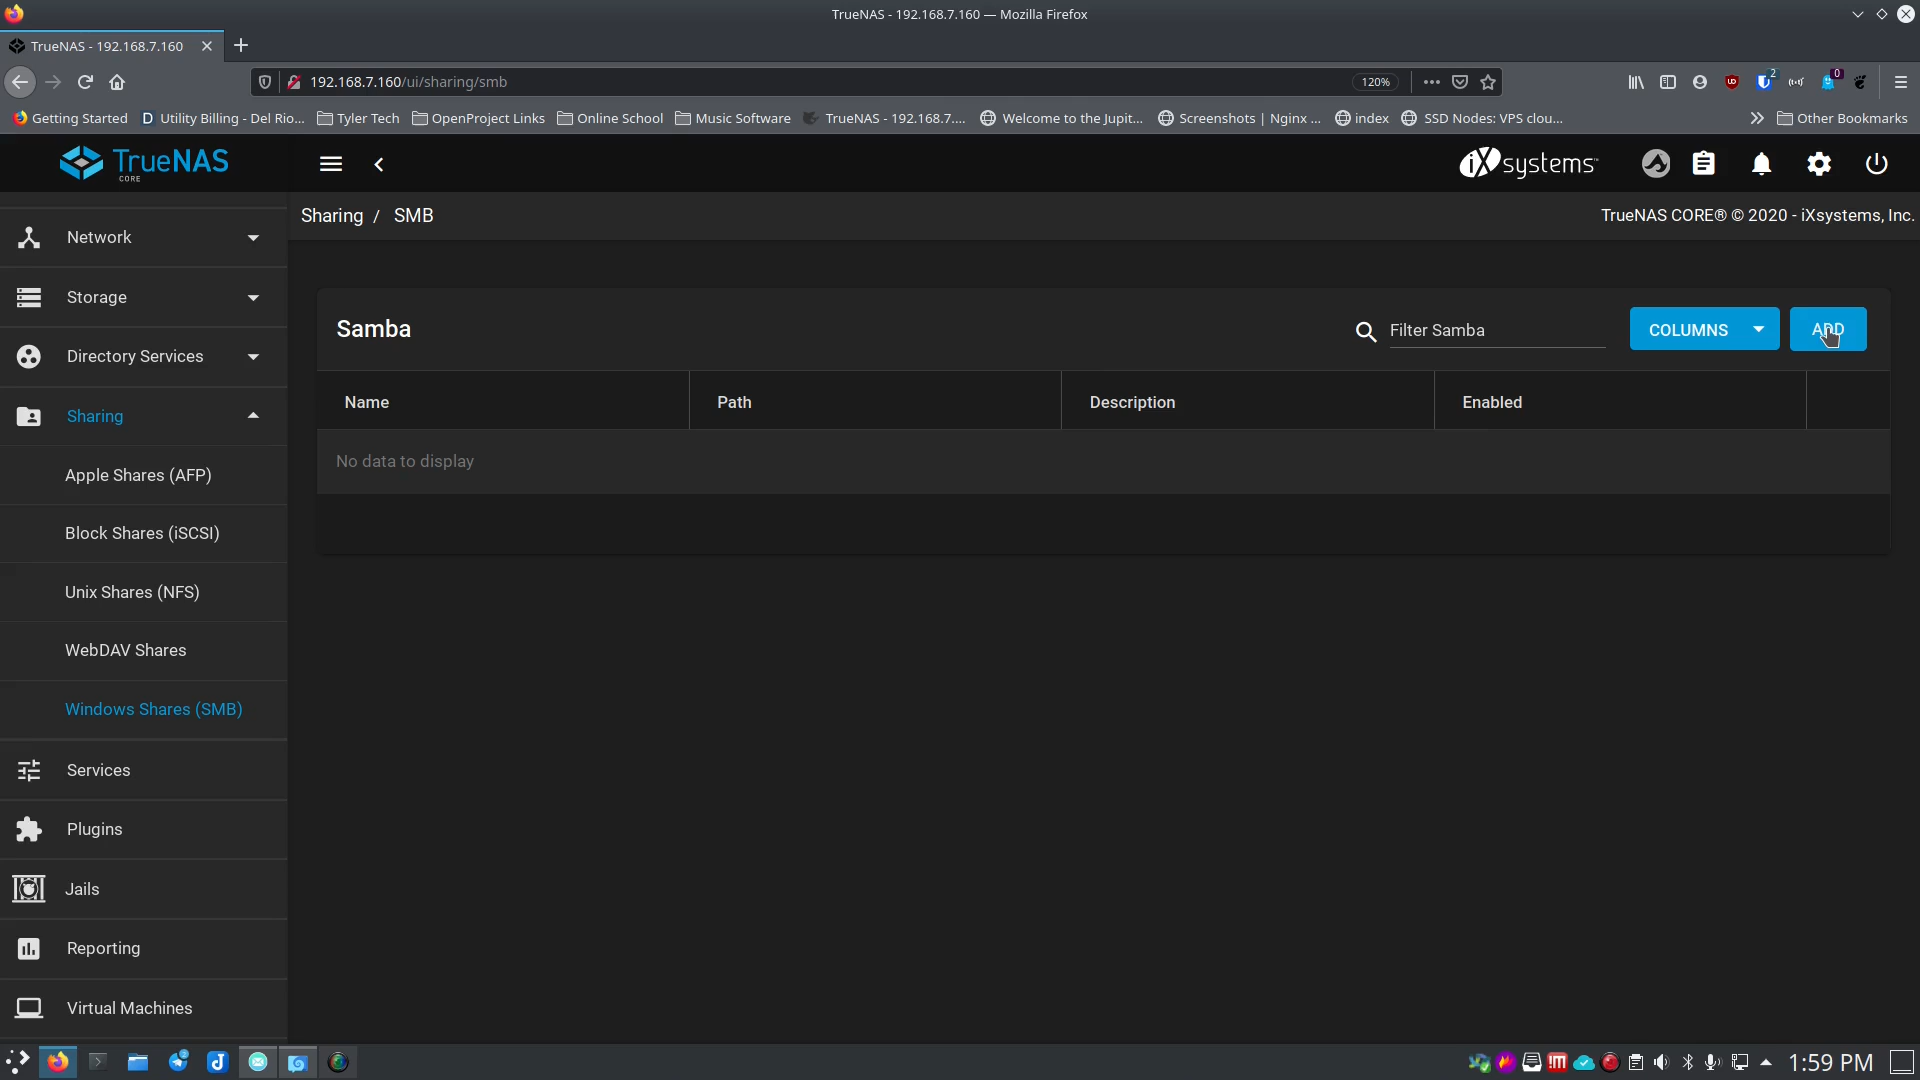 TrueNAS - 192.168.7.160 — Mozilla Firefox
TrueNAS - 192.168.7.160
192.168.7.160/ui/sharing/smb
120%
2
0
Getting Started
Utility Billing - Del Rio...
Tyler Tech
OpenProject Links
Online School
Music Software
TrueNAS - 192.168.7....
Welcome to the Jupit...
Screenshots | Nginx ...
index
SSD Nodes: VPS clou...
Other Bookmarks
TrueNAS
CORE
iXsystems
Sharing / SMB
TrueNAS CORE® © 2020 - iXsystems, Inc.
Network
Storage
Directory Services
Sharing
Apple Shares (AFP)
Block Shares (iSCSI)
Unix Shares (NFS)
WebDAV Shares
Windows Shares (SMB)
Services
Plugins
Jails
Reporting
Virtual Machines
Samba
Filter Samba
COLUMNS
ADD
Name
Path
Description
Enabled
No data to display
1:59 PM